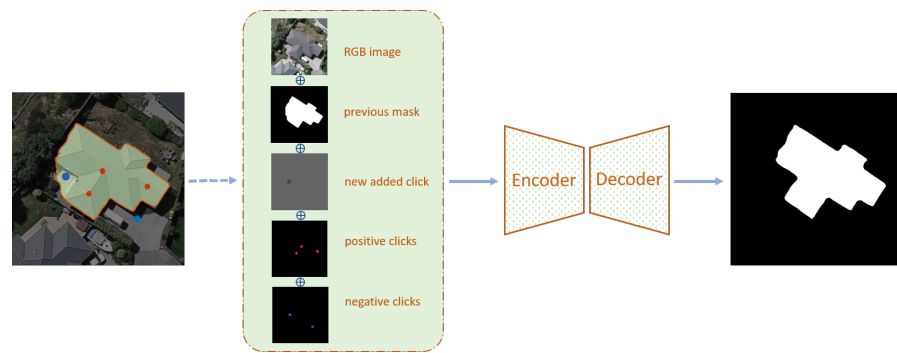 RGB image
previous mask
new added click
positive clicks
negative clicks
Encoder
Decoder